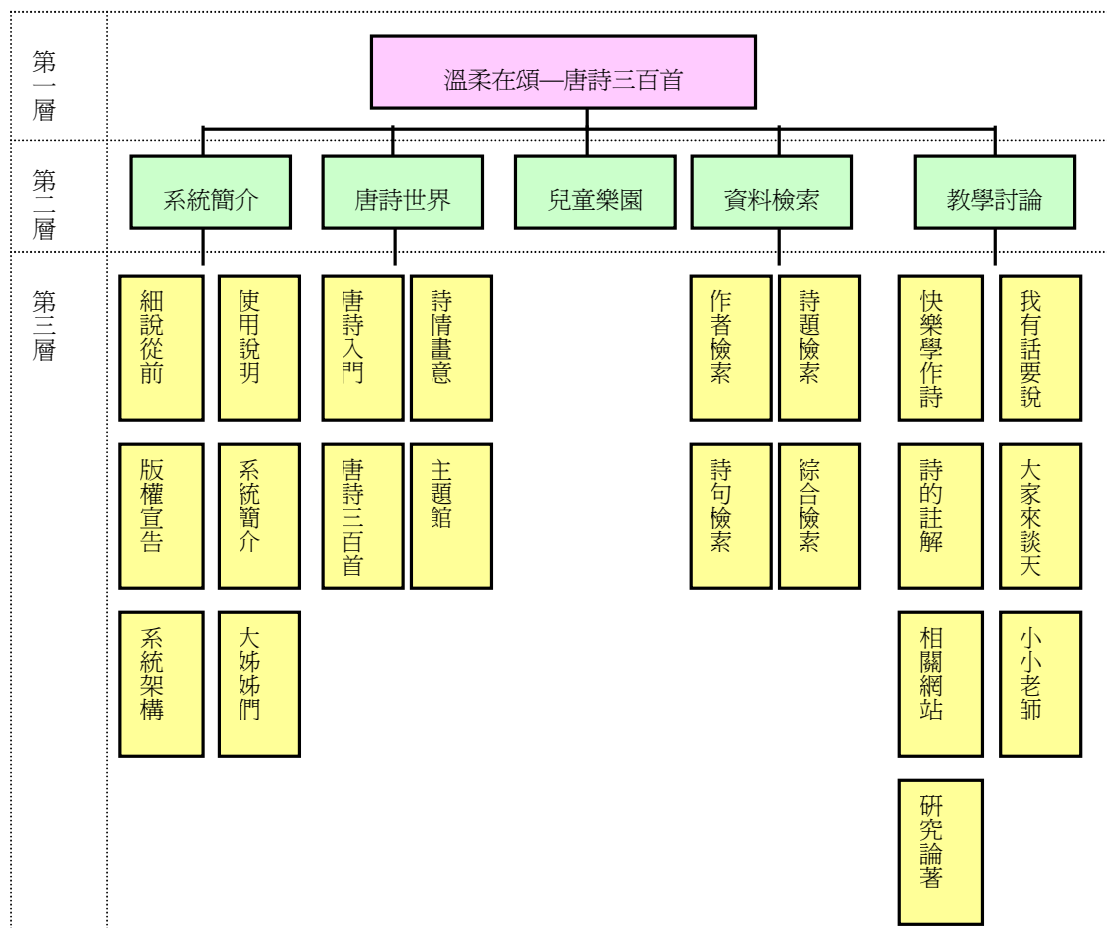 第一層
溫柔在頌—唐詩三百首
第二層
系統簡介
唐詩世界
兒童樂園
資料檢索
教學討論
第三層
細說從前
使用說明
唐詩入門
詩情畫意
作者檢索
詩題檢索
快樂學作詩
我有話要說
版權宣告
系統簡介
唐詩三百首
主題館
詩句檢索
綜合檢索
詩的註解
大家來談天
系統架構
大姊姊們
相關網站
小小老師
研究論著